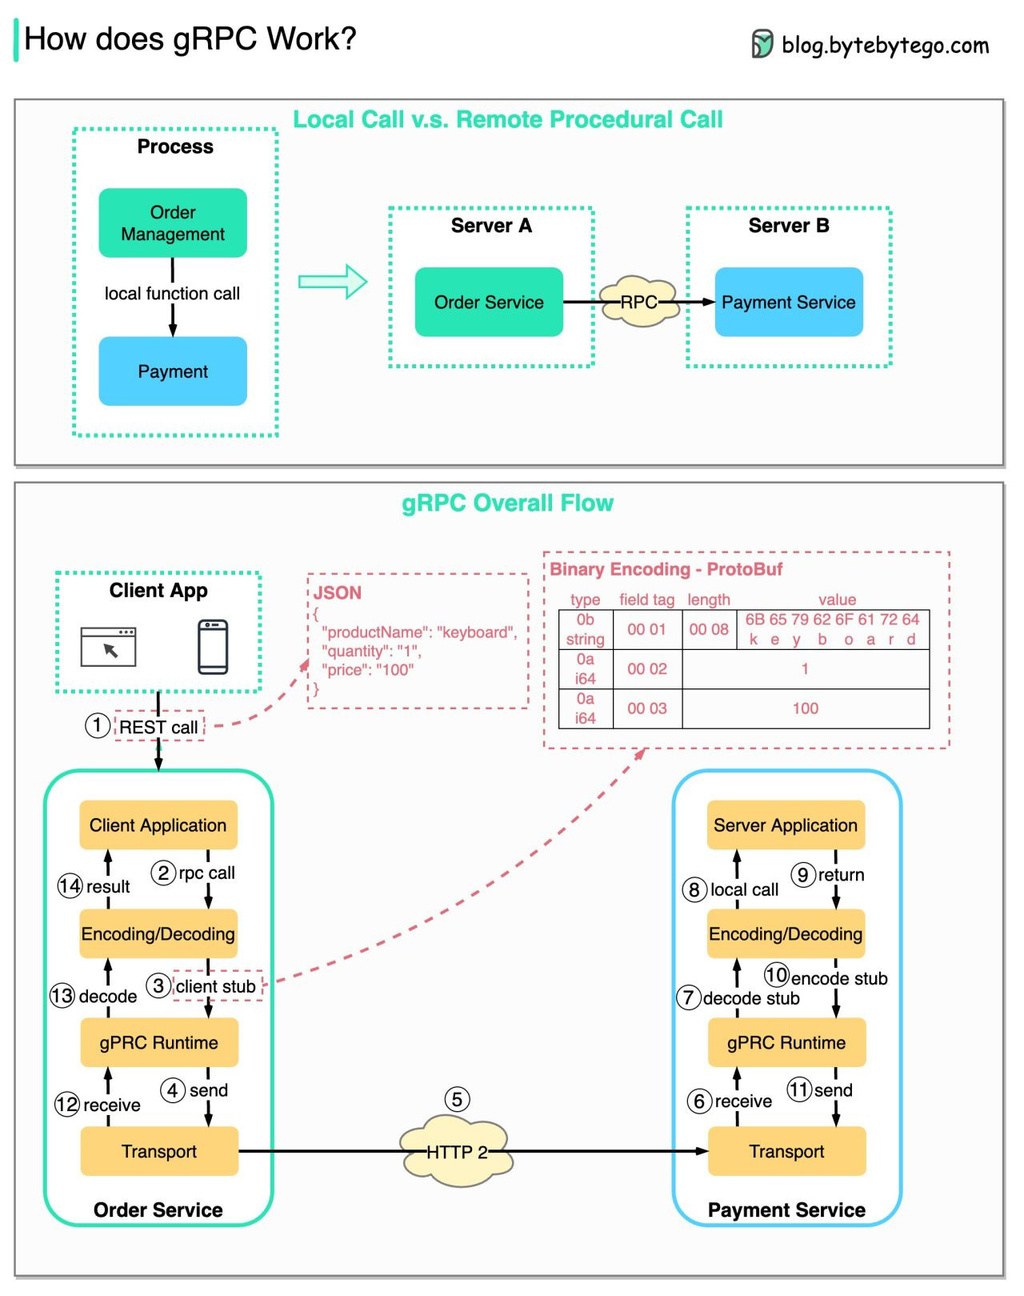 How does gRPC Work?
blog.bytebytego.com
Local Call v.s. Remote Procedural Call
Process
Order
Management
local function call
Payment
Server A
Order Service
RPC
Server B
Payment Service
gRPC Overall Flow
Client App
1 REST call
JSON
{
"productName": "keyboard",
"quantity": "1",
"price": "100"
}
Binary Encoding - ProtoBuf
type field tag length value
0b
string
00 01
00 08
6B 65 79 62 6F 61 72 64
k e y b o a r d
0a
i64
00 02
1
0a
i64
00 03
100
Client Application
14 result
2 rpc call
Encoding/Decoding
13 decode
3 client stub
gPRC Runtime
12 receive
4 send
Transport
Order Service
5
HTTP 2
Server Application
8 local call
9 return
Encoding/Decoding
7 decode stub
10 encode stub
gPRC Runtime
6 receive
11 send
Transport
Payment Service